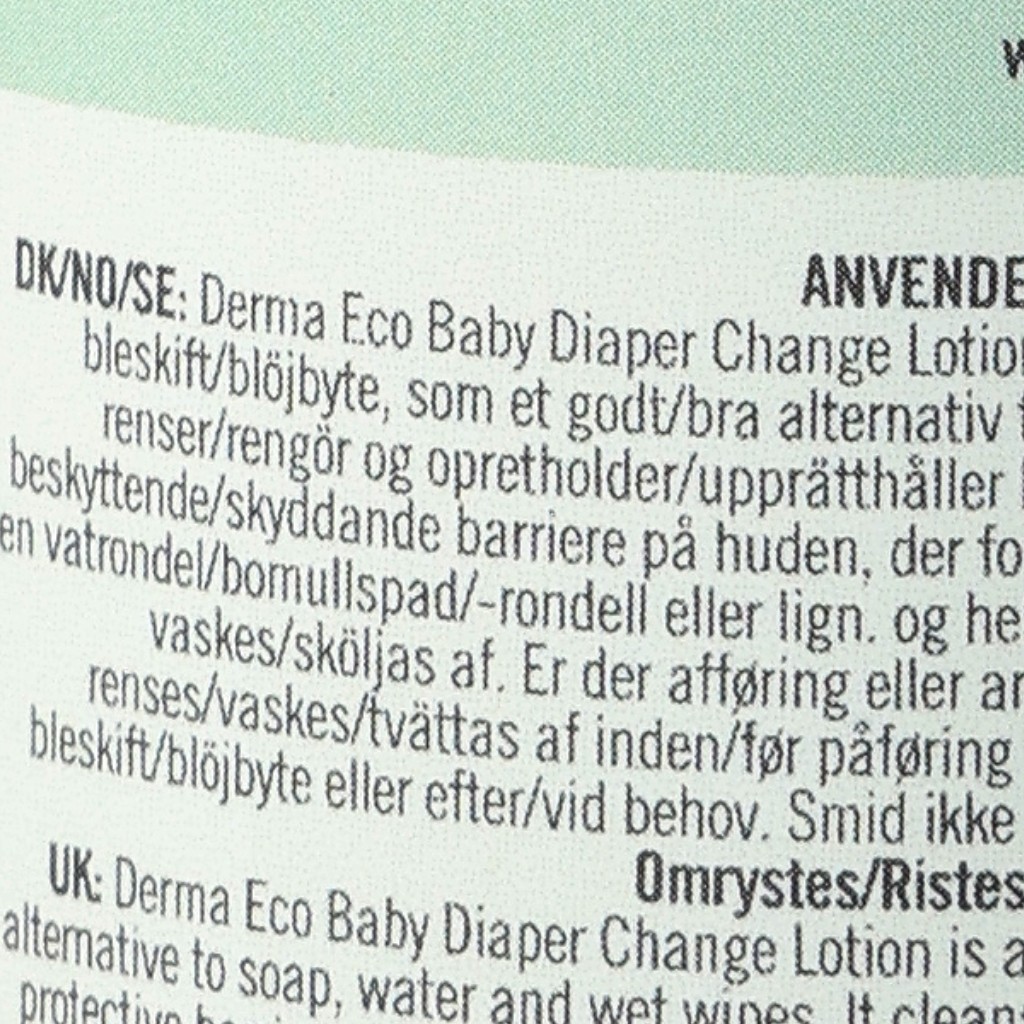 ANVENDE
DK/NO/SE: Derma Eco Baby Diaper Change Lotion
bleskift/blöjbyte, som et godt/bra alternativ
renser/rengör og opretholder/upprätthåller
beskyttende/skyddande barriere på huden, der fo
en vatrondel/bomullspad/-rondell eller lign. og he
vaskes/sköljas af. Er der afføring eller an
renses/vaskes/tvättas af inden/før påføring
bleskift/blöjbyte eller efter/vid behov. Smid ikke
Omrystes/Ristes
UK: Derma Eco Baby Diaper Change Lotion is a
alternative to soap, water and wet wipes. It cleans
protective